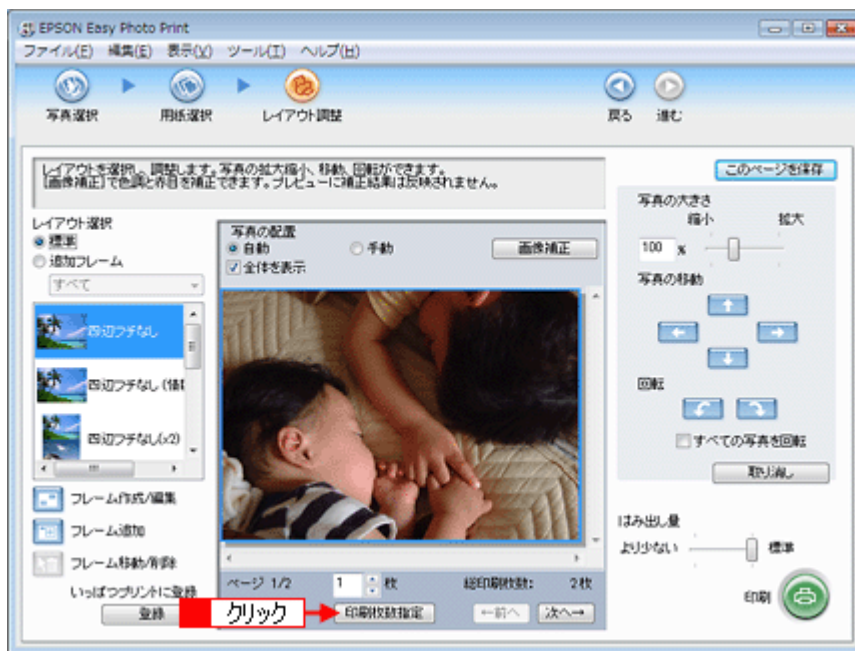 EPSON Easy Photo Print
ファイル(F) 編集(E) 表示(V) ツール(T) ヘルプ(H)
写真選択 用紙選択 レイアウト調整 戻る 進む
レイアウトを選択し、調整します。写真の拡大縮小、移動、回転ができます。
[画像補正]で色調と赤目を補正できます。プレビューに補正結果は反映されません。
このページを保存
レイアウト選択
標準
追加フレーム
すべて
四辺フチなし
四辺フチなし (情
四辺フチなし(x2)
フレーム作成/編集
フレーム追加
フレーム移動/削除
いっぱつプリントに登録
登録
写真の配置
自動 手動 画像補正
全体を表示
ページ 1/2 1 枚 総印刷枚数: 2枚
クリック 印刷枚数指定 ←前へ 次へ→
写真の大きさ
縮小 拡大
100 %
写真の移動
回転
すべての写真を回転
取り消し
はみ出し量
より少ない 標準
印刷